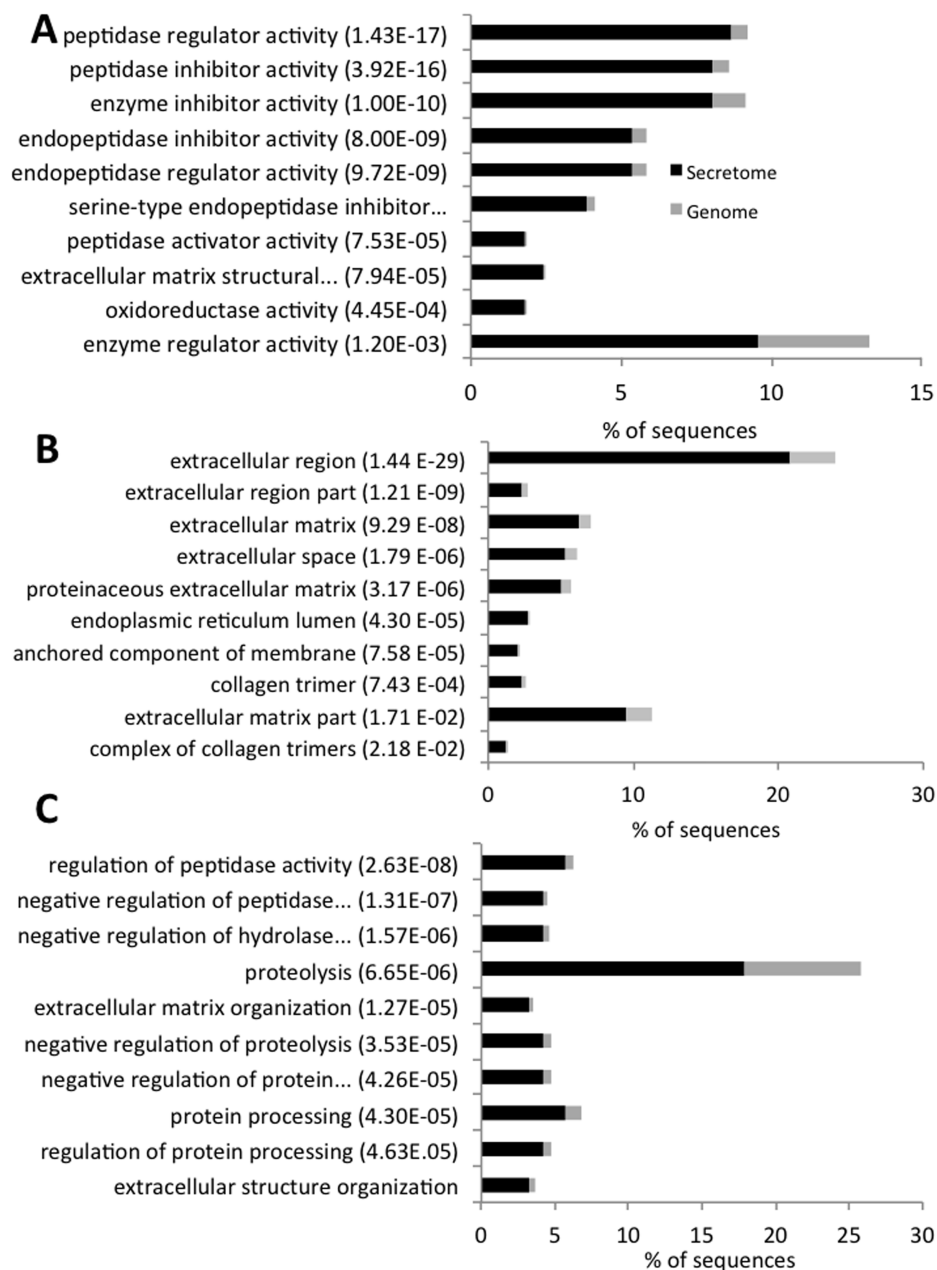 A
peptidase regulator activity (1.43E-17)
peptidase inhibitor activity (3.92E-16)
enzyme inhibitor activity (1.00E-10)
endopeptidase inhibitor activity (8.00E-09)
endopeptidase regulator activity (9.72E-09)
serine-type endopeptidase inhibitor...
peptidase activator activity (7.53E-05)
extracellular matrix structural... (7.94E-05)
oxidoreductase activity (4.45E-04)
enzyme regulator activity (1.20E-03)
Secretome
Genome
0 5 10 15
% of sequences
B
extracellular region (1.44 E-29)
extracellular region part (1.21 E-09)
extracellular matrix (9.29 E-08)
extracellular space (1.79 E-06)
proteinaceous extracellular matrix (3.17 E-06)
endoplasmic reticulum lumen (4.30 E-05)
anchored component of membrane (7.58 E-05)
collagen trimer (7.43 E-04)
extracellular matrix part (1.71 E-02)
complex of collagen trimers (2.18 E-02)
0 10 20 30
% of sequences
C
regulation of peptidase activity (2.63E-08)
negative regulation of peptidase... (1.31E-07)
negative regulation of hydrolase... (1.57E-06)
proteolysis (6.65E-06)
extracellular matrix organization (1.27E-05)
negative regulation of proteolysis (3.53E-05)
negative regulation of protein... (4.26E-05)
protein processing (4.30E-05)
regulation of protein processing (4.63E.05)
extracellular structure organization
0 5 10 15 20 25 30
% of sequences